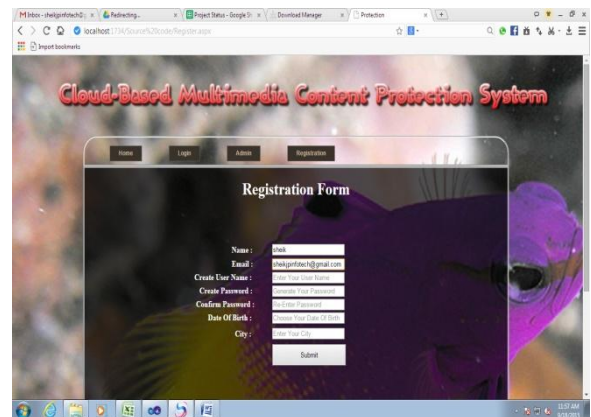 Inbox - sheikjpinfotech@g
Redirecting...
Project Status - Google Sh
Download Manager
Protection
localhost:1734/Source%20code/Register.aspx
Import bookmarks
Cloud-Based Multimedia Content Protection System
Home Login Admin Registration
Registration Form
Name : sheik
Email : sheikjpinfotech@gmail.com
Create User Name : Enter Your User Name
Create Password : Generate Your Password
Confirm Password : Re-Enter Password
Date Of Birth : Choose Your Date Of Birth
City : Enter Your City
Submit
11:57 AM